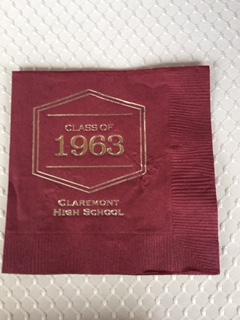 CLASS OF
1963
CLAREMONT
HIGH SCHOOL